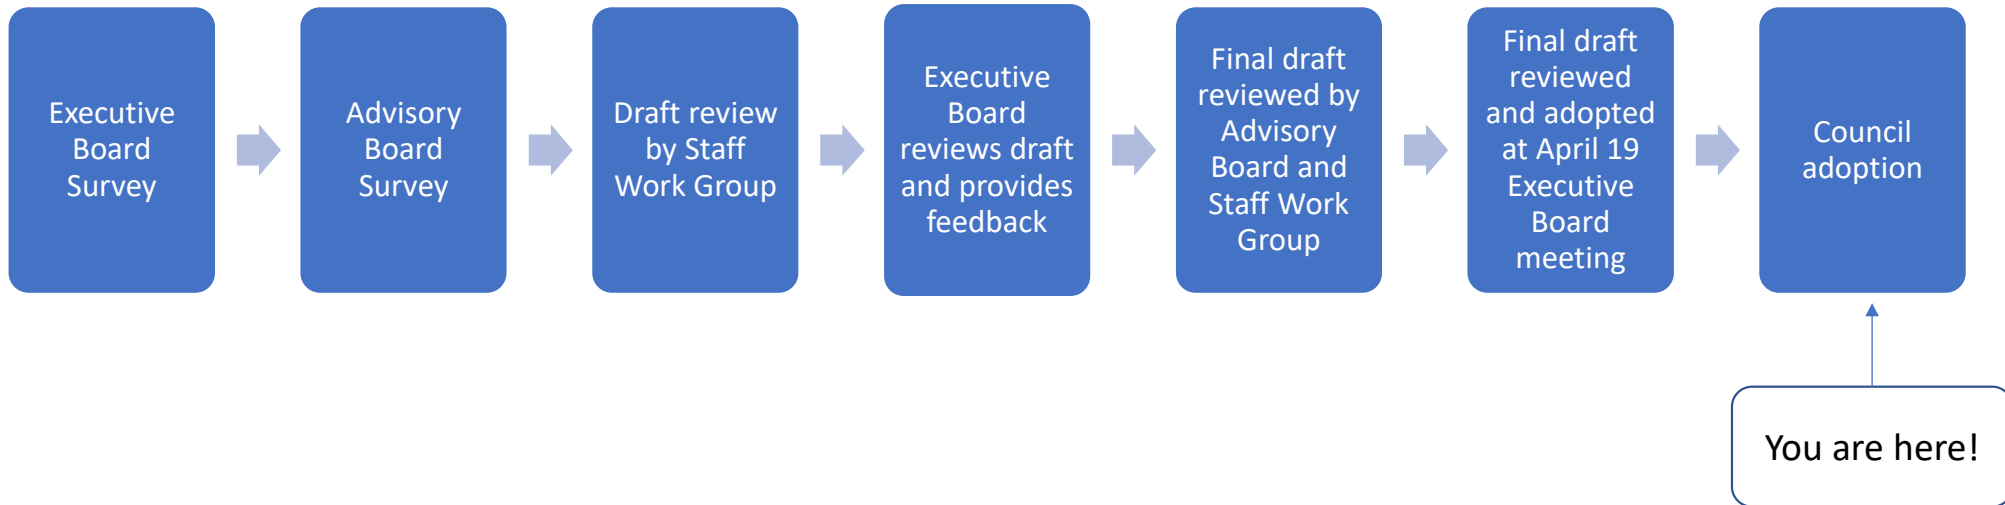 Executive
Board
Survey
Advisory
Board
Survey
Draft review
by Staff
Work Group
Executive
Board
reviews draft
and provides
feedback
Final draft
reviewed by
Advisory
Board and
Staff Work
Group
Final draft
reviewed
and adopted
at April 19
Executive
Board
meeting
Council
adoption
You are here!